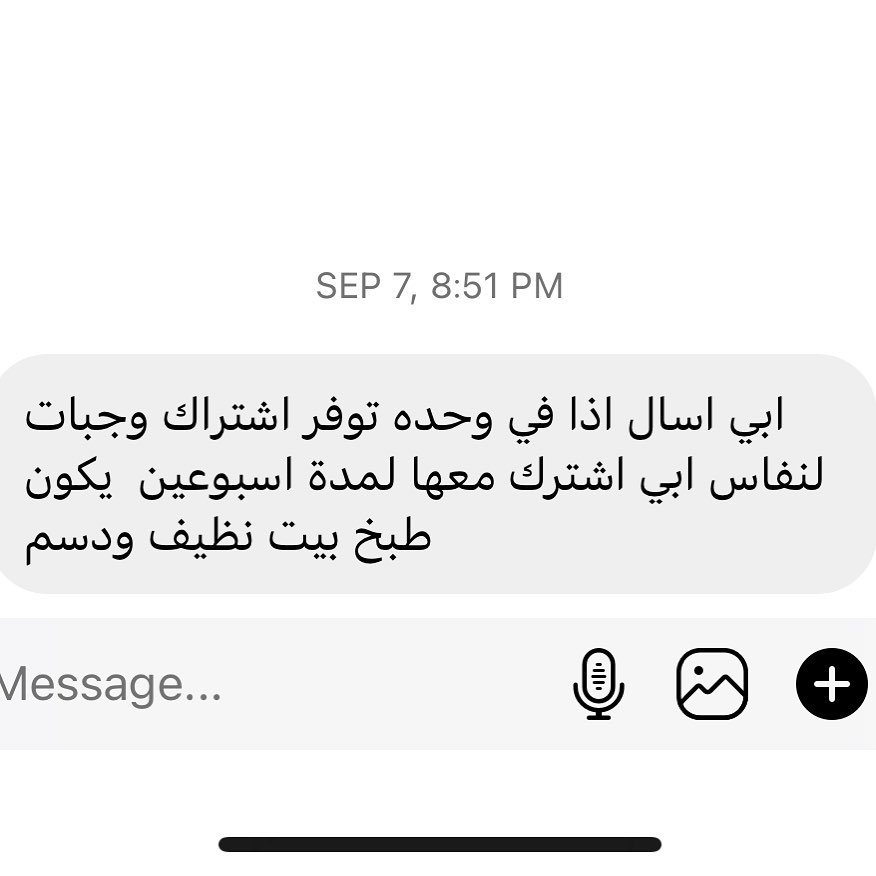 SEP 7, 8:51 PM
ابي اسال اذا في وحده توفر اشتراك وجبات
لنفاس ابي اشترك معها لمدة اسبوعين  يكون
طبخ بيت نظيف ودسم
Message...